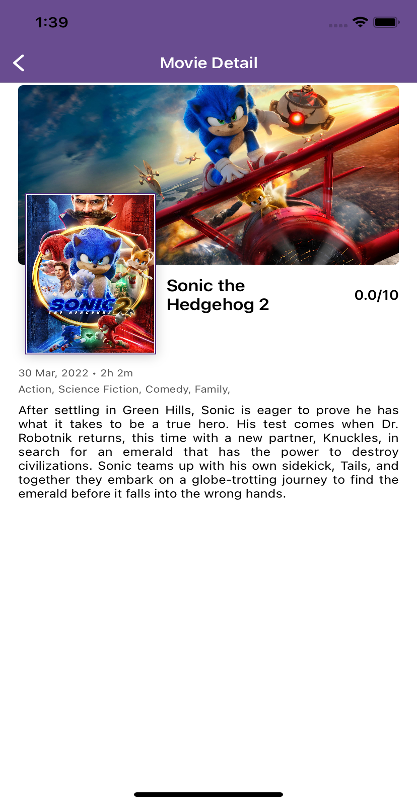 1:39
Movie Detail
SONIC 2
THE HEDGEHOG
Sonic the
Hedgehog 2
0.0/10
30 Mar, 2022 • 2h 2m
Action, Science Fiction, Comedy, Family,
After settling in Green Hills, Sonic is eager to prove he has
what it takes to be a true hero. His test comes when Dr.
Robotnik returns, this time with a new partner, Knuckles, in
search for an emerald that has the power to destroy
civilizations. Sonic teams up with his own sidekick, Tails, and
together they embark on a globe-trotting journey to find the
emerald before it falls into the wrong hands.